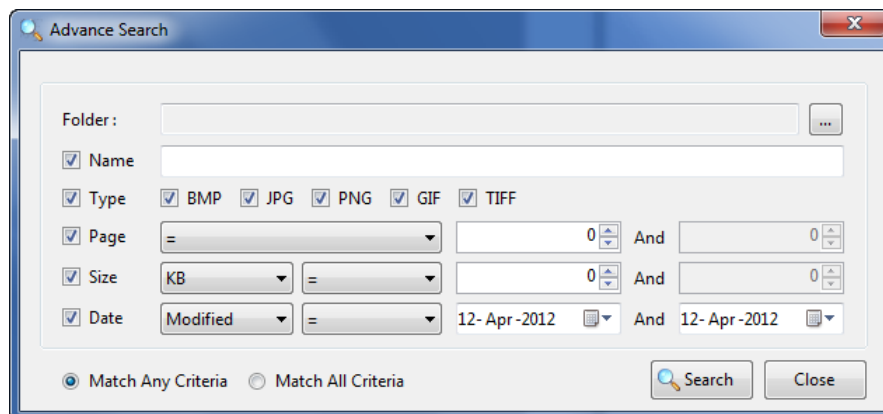 Advance Search
Folder : ...
Name
Type BMP JPG PNG GIF TIFF
Page = 0 And 0
Size KB = 0 And 0
Date Modified = 12- Apr -2012 And 12- Apr -2012
Match Any Criteria Match All Criteria Search Close